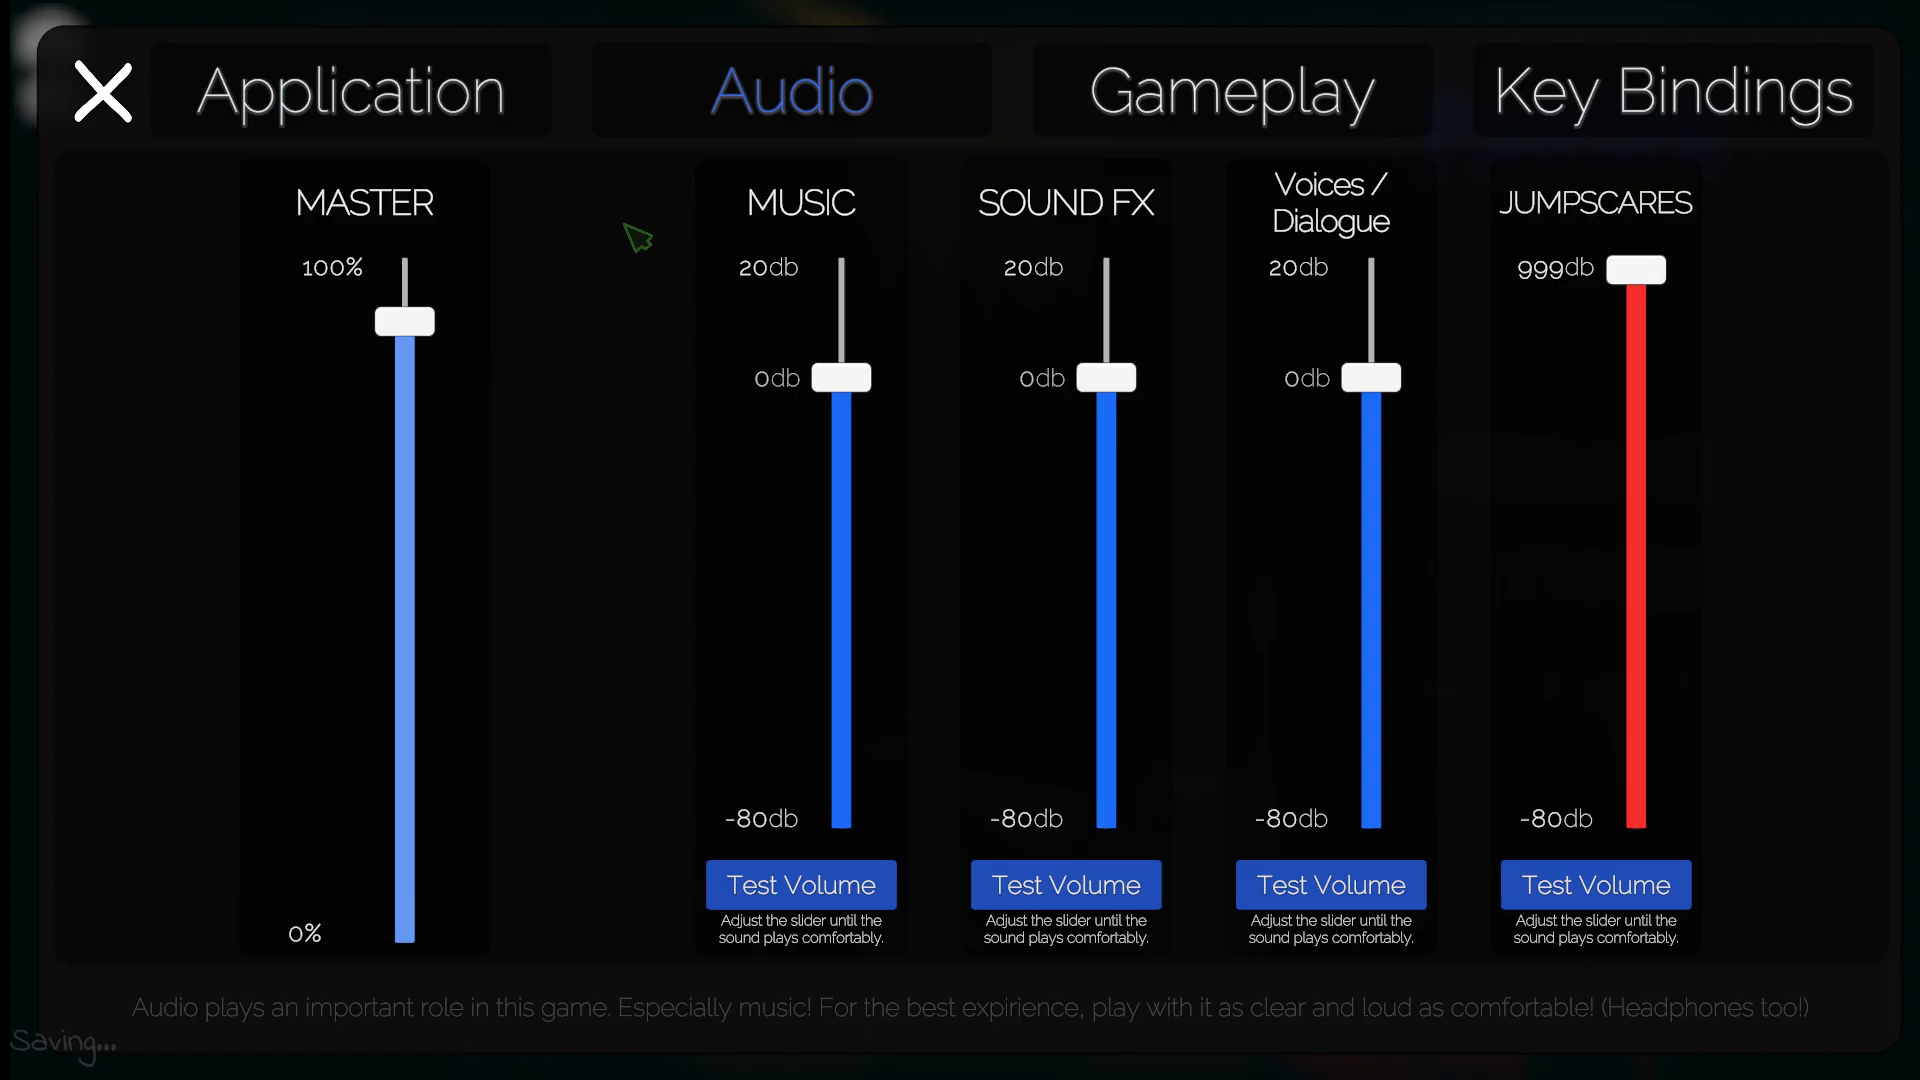 Application
Audio
Gameplay
Key Bindings
MASTER
100%
0%
MUSIC
20db
0db
-80db
Test Volume
Adjust the slider until the
sound plays comfortably.
SOUND FX
20db
0db
-80db
Test Volume
Adjust the slider until the
sound plays comfortably.
Voices /
Dialogue
20db
0db
-80db
Test Volume
Adjust the slider until the
sound plays comfortably.
JUMPSCARES
999db
-80db
Test Volume
Adjust the slider until the
sound plays comfortably.
Audio plays an important role in this game. Especially music! For the best expirience, play with it as clear and loud as comfortable! (Headphones too!)
Saving...